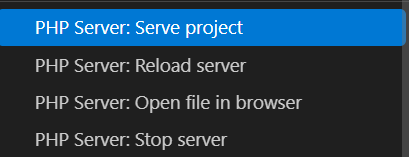 PHP Server: Serve project
PHP Server: Reload server
PHP Server: Open file in browser
PHP Server: Stop server